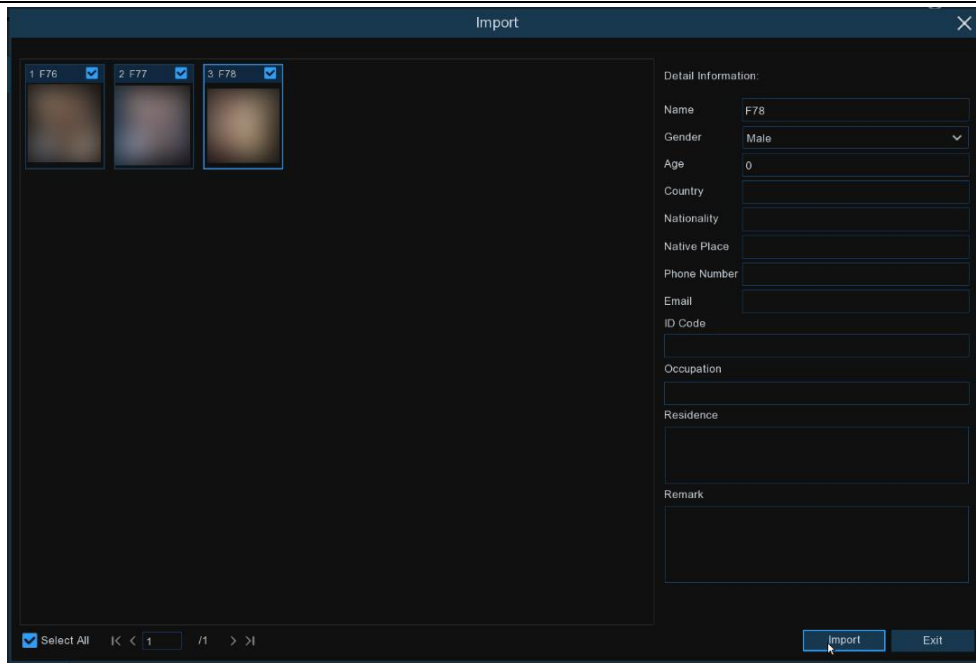 Import
1 F76
2 F77
3 F78
Detail Information:
Name F78
Gender Male
Age 0
Country
Nationality
Native Place
Phone Number
Email
ID Code
Occupation
Residence
Remark
Select All 1 /1
Import Exit